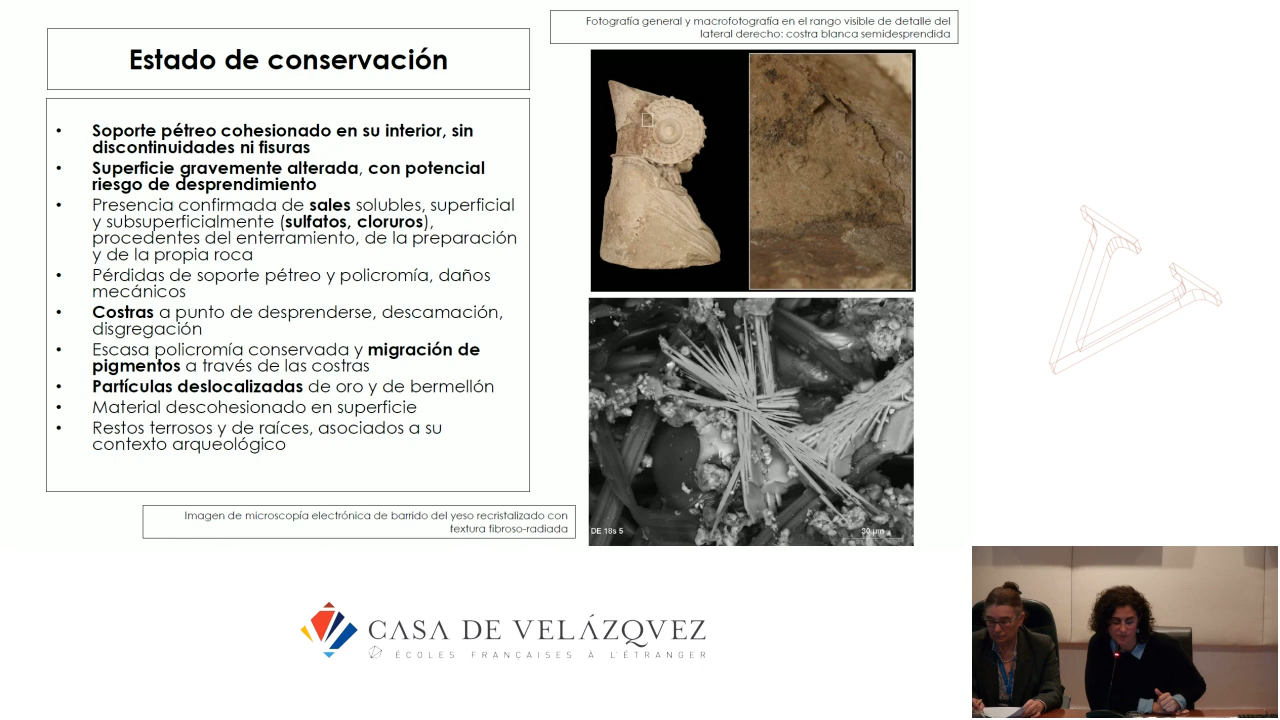 Fotografía general y macrofotografía en el rango visible de detalle del
lateral derecho: costra blanca semidesprendida
Estado de conservación
• Soporte pétreo cohesionado en su interior, sin
discontinuidades ni fisuras
• Superficie gravemente alterada, con potencial
riesgo de desprendimiento
• Presencia confirmada de sales solubles, superficial
y subsuperficialmente (sulfatos, cloruros),
procedentes del enterramiento, de la preparación
y de la propia roca
• Pérdidas de soporte pétreo y policromía, daños
mecánicos
• Costras a punto de desprenderse, descamación,
disgregación
• Escasa policromía conservada y migración de
pigmentos a través de las costras
• Partículas deslocalizadas de oro y de bermellón
• Material descohesionado en superficie
• Restos terrosos y de raíces, asociados a su
contexto arqueológico
Imagen de microscopía electrónica de barrido del yeso recristalizado con
textura fibroso-radiada
DE 18s 5
30 µm
CASA DE VELÁZQVEZ
ÉCOLES FRANÇAISES À L'ÉTRANGER